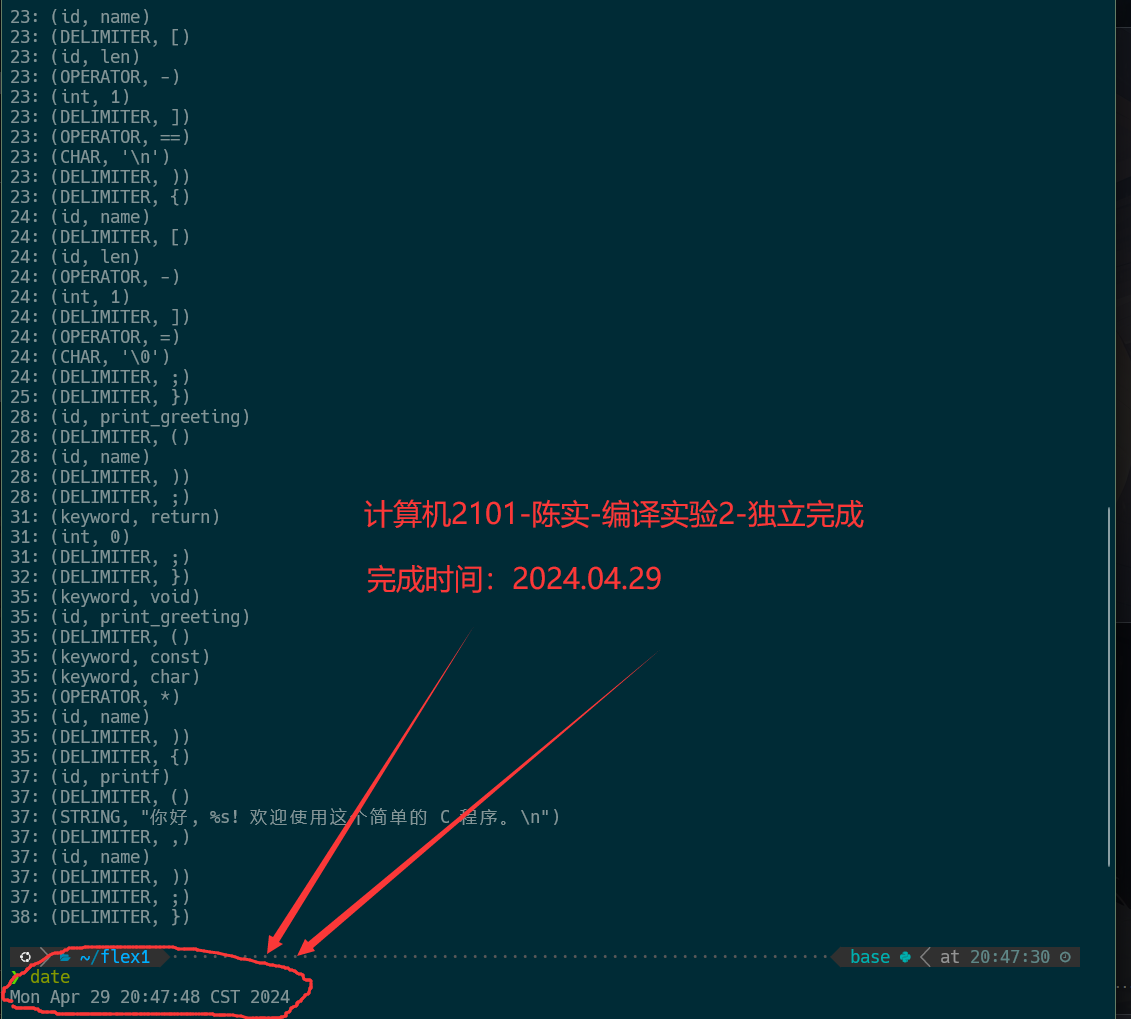 23: (id, name)
23: (DELIMITER, [)
23: (id, len)
23: (OPERATOR, -)
23: (int, 1)
23: (DELIMITER, ])
23: (OPERATOR, ==)
23: (CHAR, '\n')
23: (DELIMITER, ))
23: (DELIMITER, {)
24: (id, name)
24: (DELIMITER, [)
24: (id, len)
24: (OPERATOR, -)
24: (int, 1)
24: (DELIMITER, ])
24: (OPERATOR, =)
24: (CHAR, '\0')
24: (DELIMITER, ;)
25: (DELIMITER, })
28: (id, print_greeting)
28: (DELIMITER, ()
28: (id, name)
28: (DELIMITER, ))
28: (DELIMITER, ;)
31: (keyword, return)
31: (int, 0)
31: (DELIMITER, ;)
32: (DELIMITER, })
35: (keyword, void)
35: (id, print_greeting)
35: (DELIMITER, ()
35: (keyword, const)
35: (keyword, char)
35: (OPERATOR, *)
35: (id, name)
35: (DELIMITER, ))
35: (DELIMITER, {)
37: (id, printf)
37: (DELIMITER, ()
37: (STRING, "你好，%s! 欢迎使用这个简单的 C 程序。\n")
37: (DELIMITER, ,)
37: (id, name)
37: (DELIMITER, ))
37: (DELIMITER, ;)
38: (DELIMITER, })
计算机2101-陈实-编译实验2-独立完成
完成时间：2024.04.29
~/flex1 base at 20:47:30
❯ date
Mon Apr 29 20:47:48 CST 2024